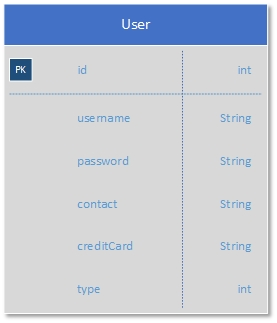 User
PK id int
username String
password String
contact String
creditCard String
type int